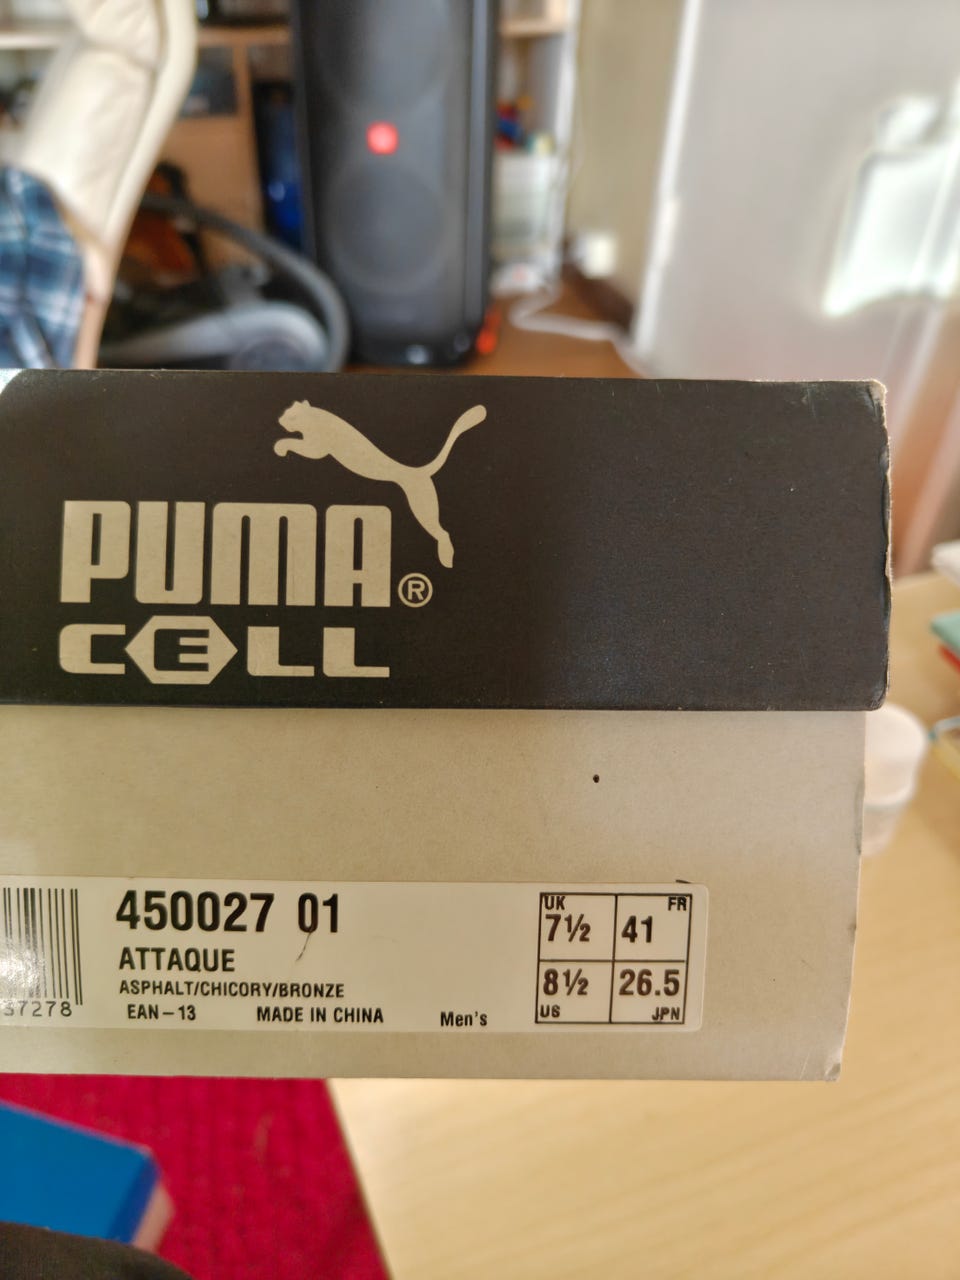 PUMA®
CELL
450027 01
ATTAQUE
ASPHALT/CHICORY/BRONZE
EAN-13 MADE IN CHINA Men's
37278
UK 7½ 41 FR
8½ US 26.5 JPN